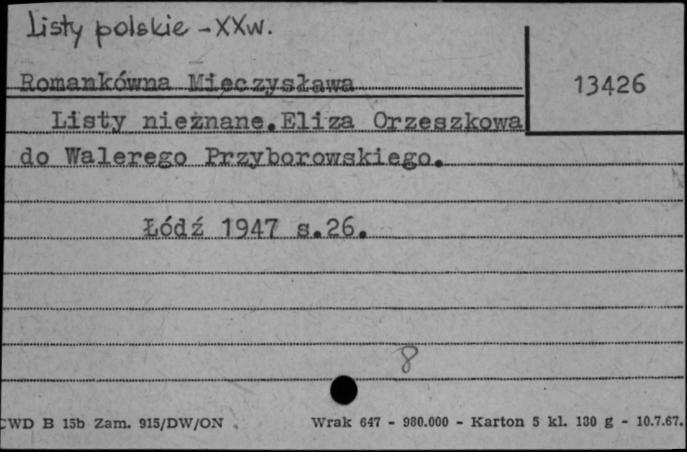 Listy polskie - XXw.
Romankówna Mieczysława
13426
Listy nieznane.Eliza Orzeszkowa
do Walerego Przyborowskiego.
Łódź 1947 s.26.
8
CWD B 15b Zam. 915/DW/ON
Wrak 647 - 980.000 - Karton 5 kl. 130 g - 10.7.67.